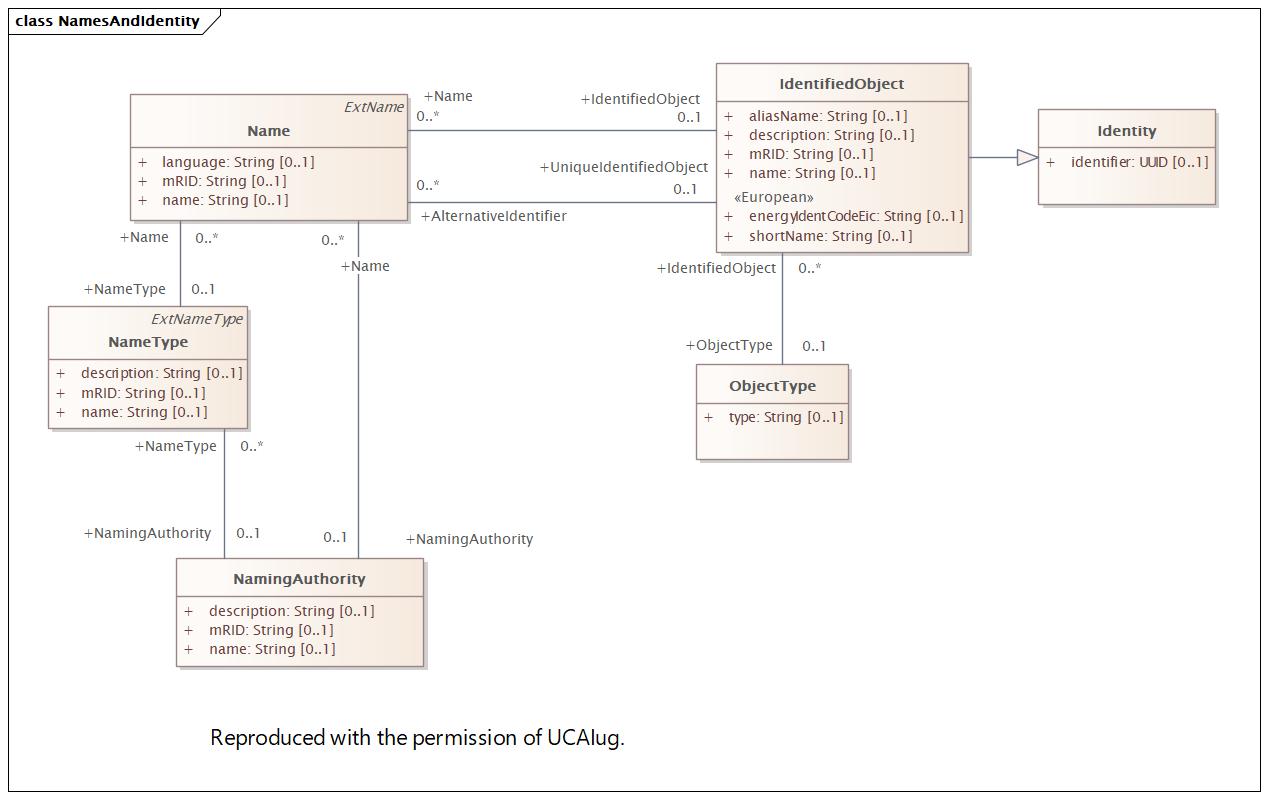 class NamesAndIdentity
ExtName
Name
+ language: String [0..1]
+ mRID: String [0..1]
+ name: String [0..1]
+Name
0..*
+IdentifiedObject
0..1
+UniqueIdentifiedObject
0..*
0..1
+AlternativeIdentifier
IdentifiedObject
+ aliasName: String [0..1]
+ description: String [0..1]
+ mRID: String [0..1]
+ name: String [0..1]
«European»
+ energyIdentCodeEic: String [0..1]
+ shortName: String [0..1]
Identity
+ identifier: UUID [0..1]
+Name
0..*
0..*
+Name
+NameType
0..1
ExtNameType
NameType
+ description: String [0..1]
+ mRID: String [0..1]
+ name: String [0..1]
+IdentifiedObject
0..*
+ObjectType
0..1
ObjectType
+ type: String [0..1]
+NameType
0..*
+NamingAuthority
0..1
0..1
+NamingAuthority
NamingAuthority
+ description: String [0..1]
+ mRID: String [0..1]
+ name: String [0..1]
Reproduced with the permission of UCAIug.